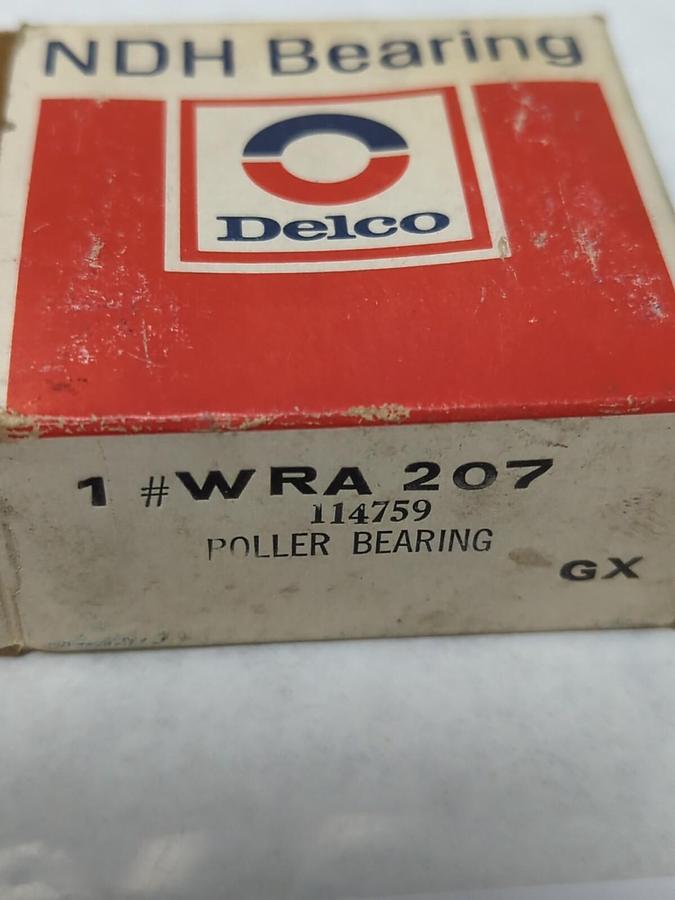 NDH Bearing
Delco
1 #WRA 207
114759
ROLLER BEARING
GX